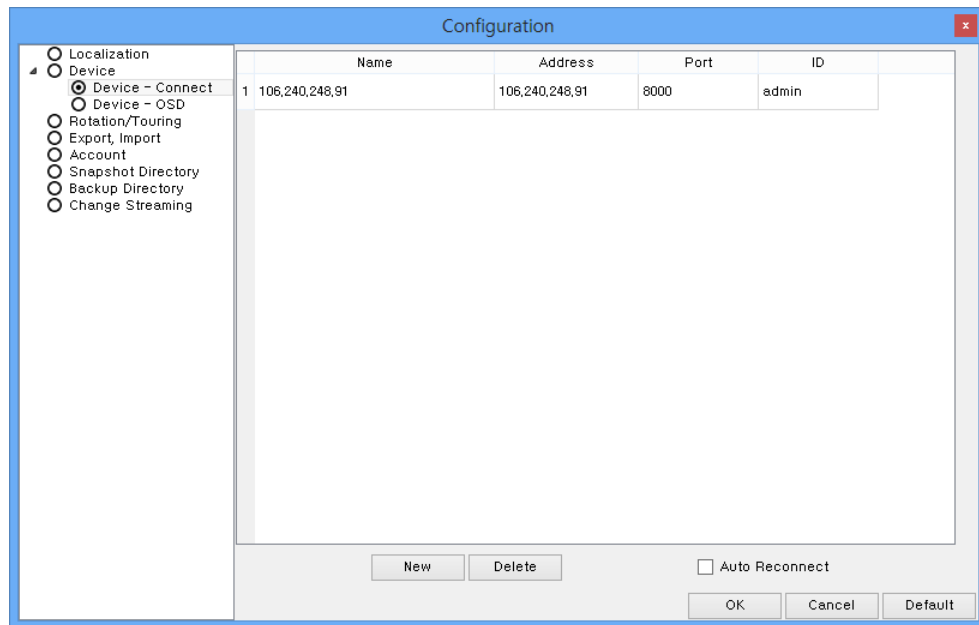 Configuration
x
Localization
Device
Device - Connect
Device - OSD
Rotation/Touring
Export, Import
Account
Snapshot Directory
Backup Directory
Change Streaming
Name Address Port ID
1 106,240,248,91 106,240,248,91 8000 admin
New Delete Auto Reconnect
OK Cancel Default